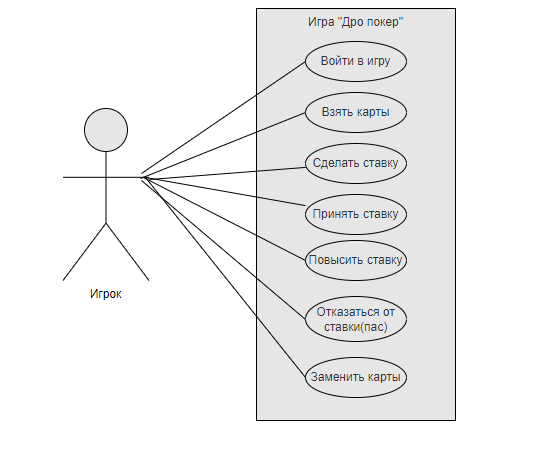 Игра "Дро покер"
Войти в игру
Взять карты
Сделать ставку
Принять ставку
Повысить ставку
Отказаться от
ставки(пас)
Заменить карты
Игрок